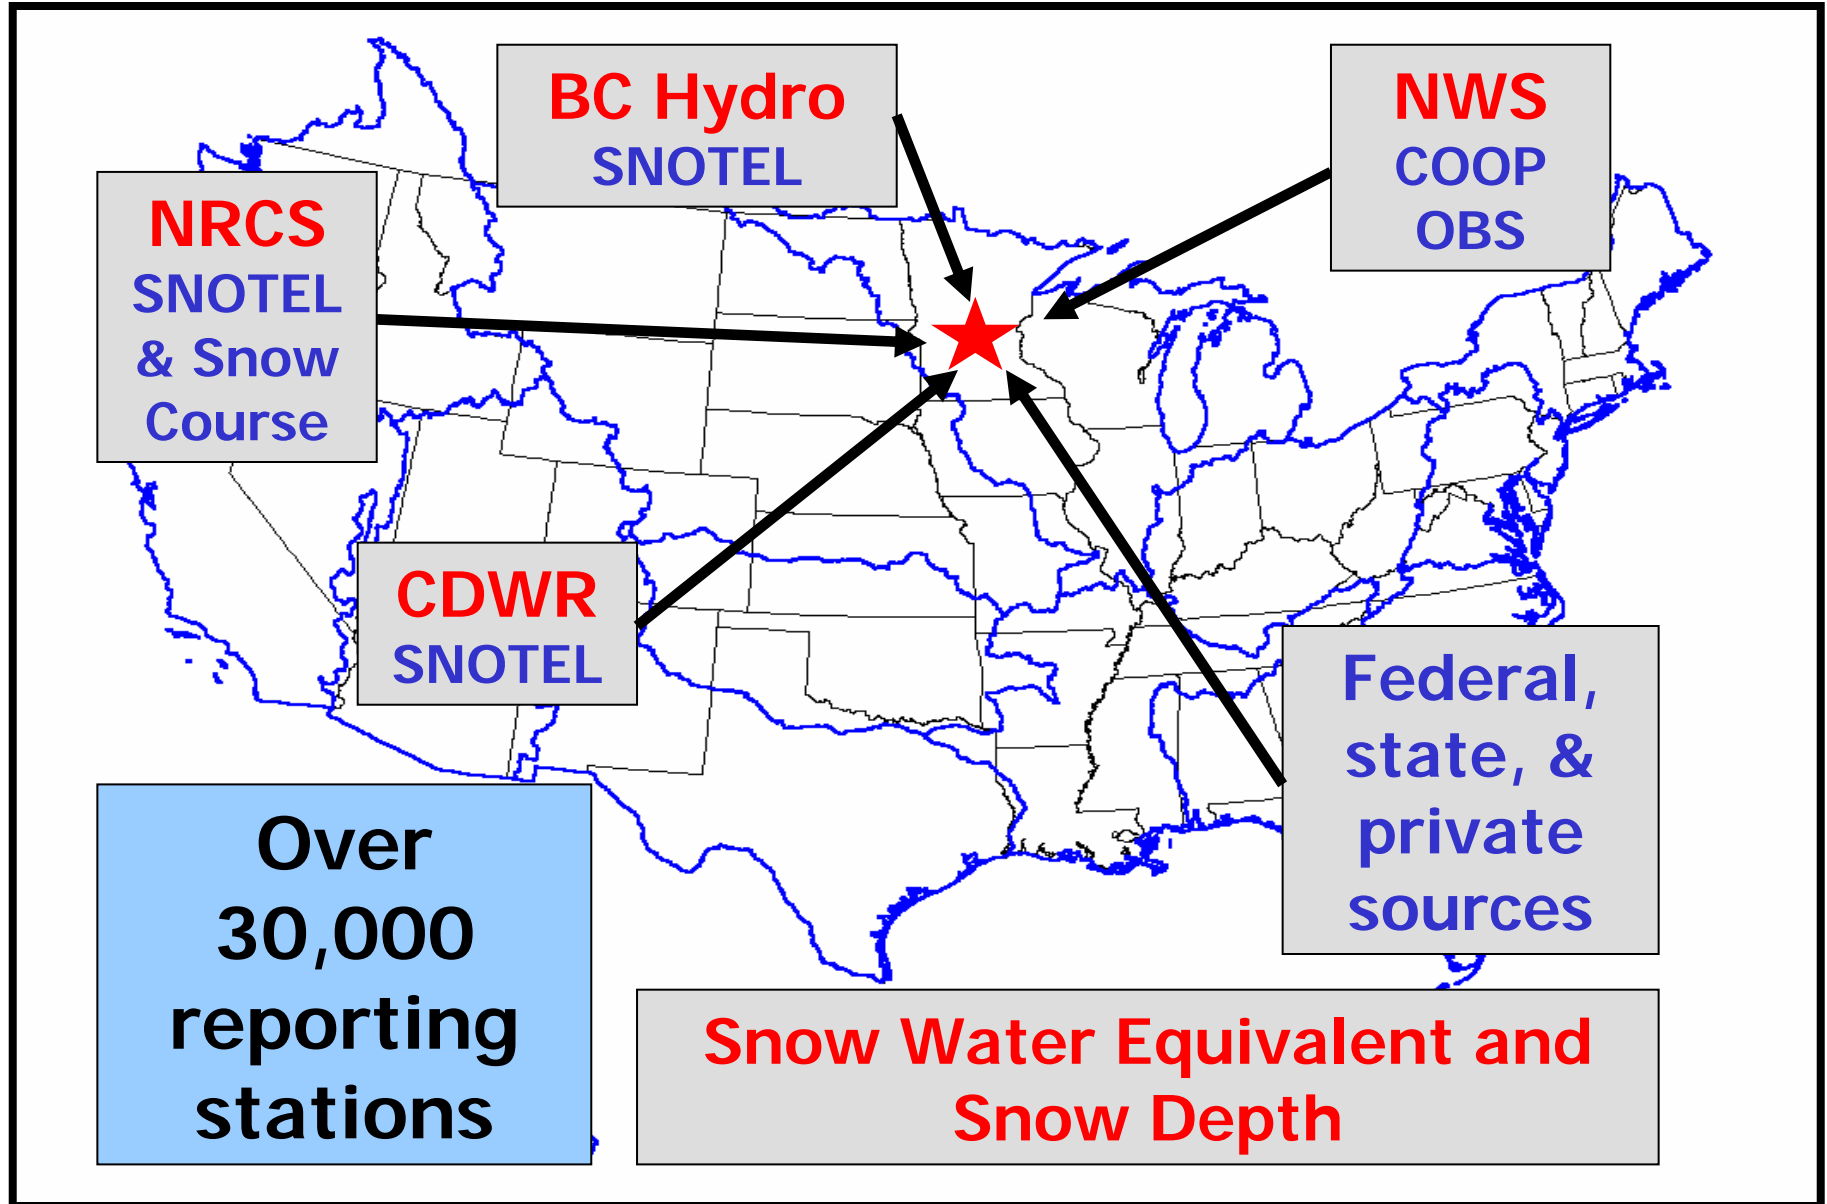 BC Hydro
SNOTEL
NWS
COOP
OBS
NRCS
SNOTEL
& Snow
Course
CDWR
SNOTEL
Federal,
state, &
private
sources
Over
30,000
reporting
stations
Snow Water Equivalent and
Snow Depth